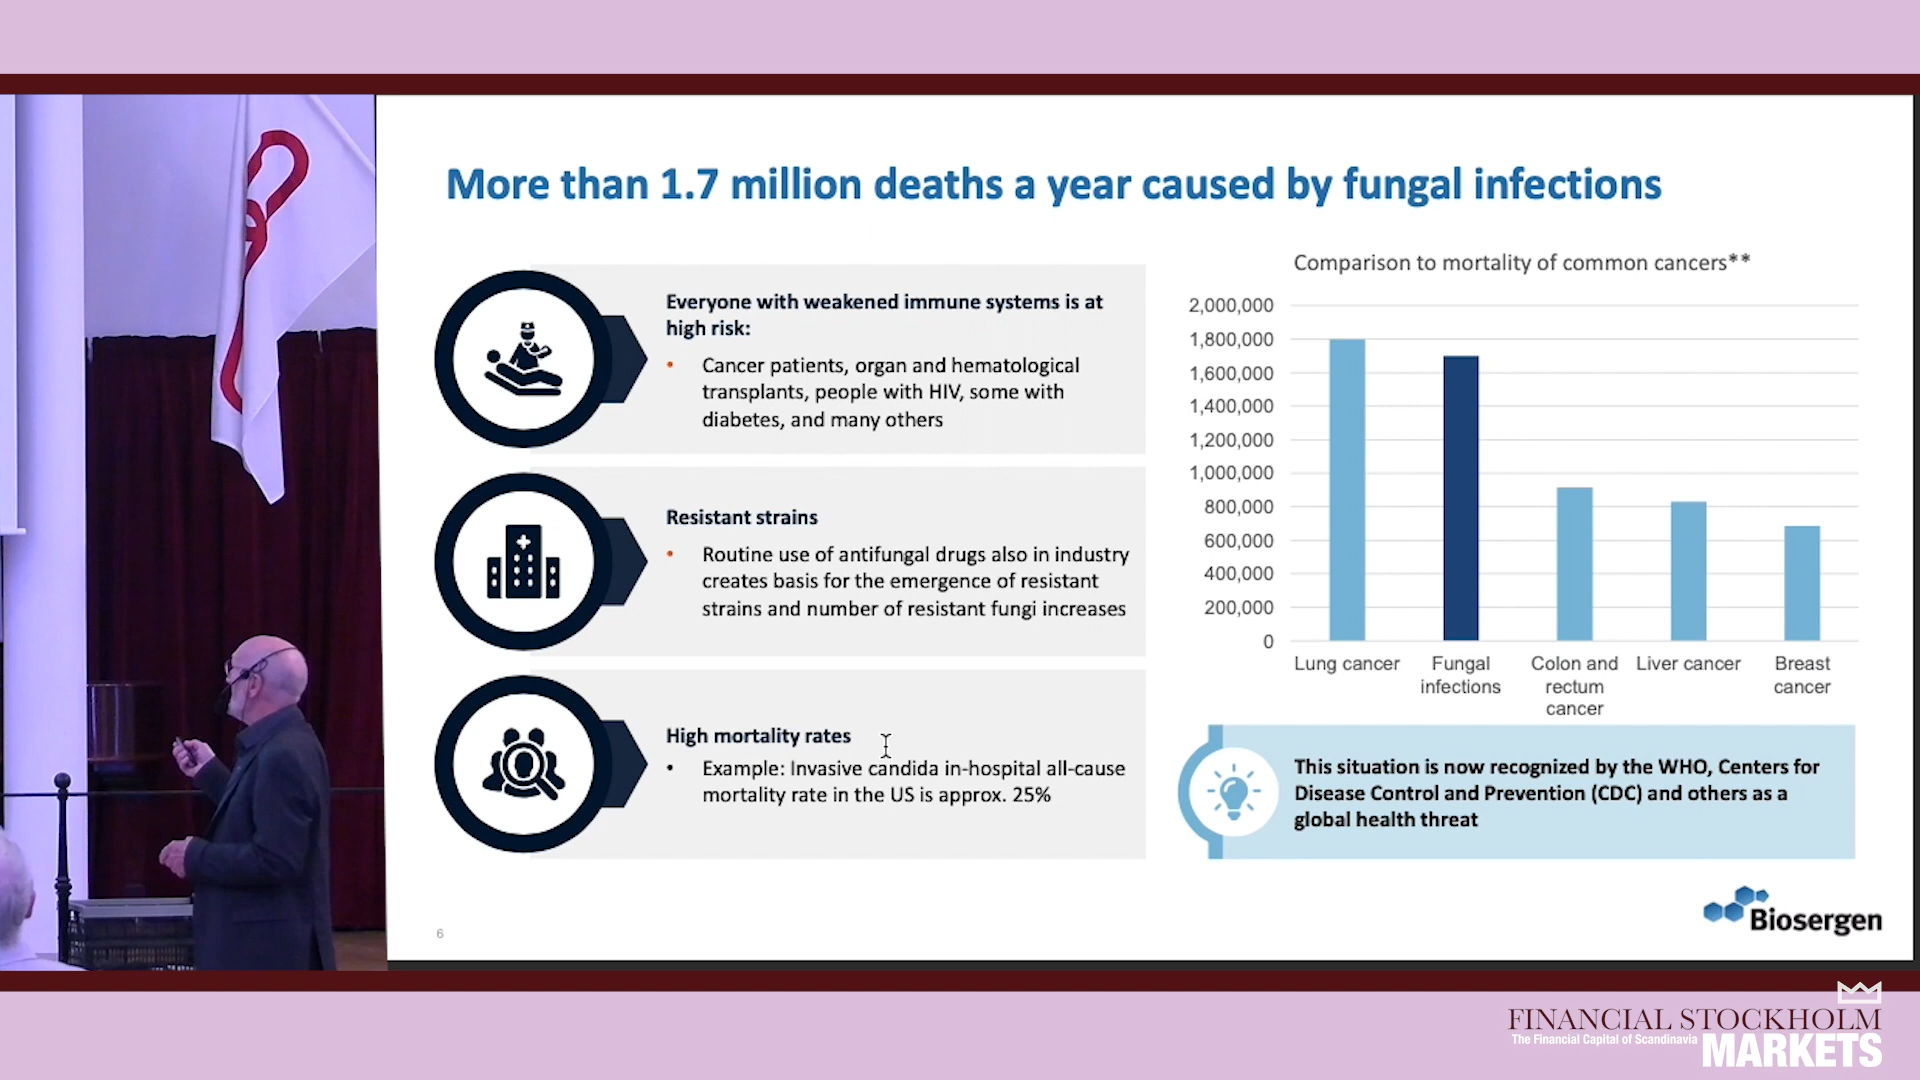 More than 1.7 million deaths a year caused by fungal infections
Everyone with weakened immune systems is at
high risk:
• Cancer patients, organ and hematological
transplants, people with HIV, some with
diabetes, and many others
Resistant strains
• Routine use of antifungal drugs also in industry
creates basis for the emergence of resistant
strains and number of resistant fungi increases
High mortality rates
• Example: Invasive candida in-hospital all-cause
mortality rate in the US is approx. 25%
Comparison to mortality of common cancers**
2,000,000
1,800,000
1,600,000
1,400,000
1,200,000
1,000,000
800,000
600,000
400,000
200,000
0
Lung cancer
Fungal
infections
Colon and
rectum
cancer
Liver cancer
Breast
cancer
This situation is now recognized by the WHO, Centers for
Disease Control and Prevention (CDC) and others as a
global health threat
Biosergen
6
FINANCIAL STOCKHOLM
The Financial Capital of Scandinavia
MARKETS